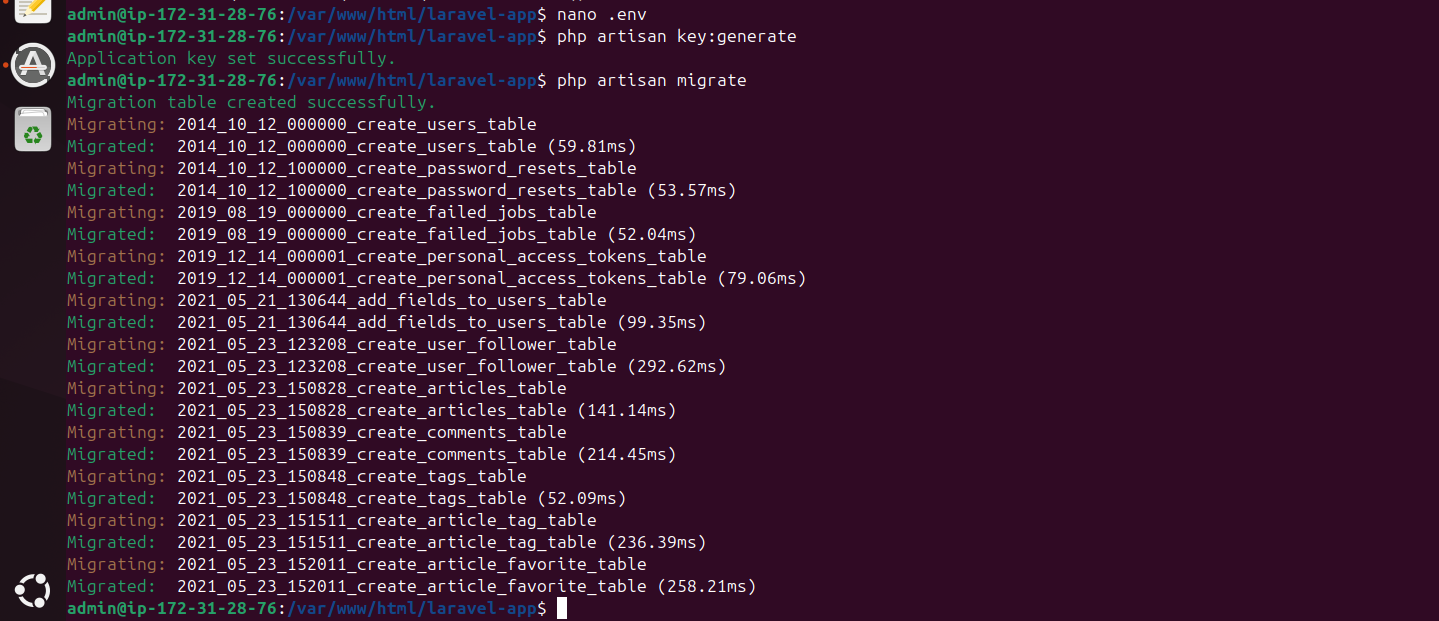 admin@ip-172-31-28-76:/var/www/html/laravel-app$ nano .env
admin@ip-172-31-28-76:/var/www/html/laravel-app$ php artisan key:generate
Application key set successfully.
admin@ip-172-31-28-76:/var/www/html/laravel-app$ php artisan migrate
Migration table created successfully.
Migrating: 2014_10_12_000000_create_users_table
Migrated:  2014_10_12_000000_create_users_table (59.81ms)
Migrating: 2014_10_12_100000_create_password_resets_table
Migrated:  2014_10_12_100000_create_password_resets_table (53.57ms)
Migrating: 2019_08_19_000000_create_failed_jobs_table
Migrated:  2019_08_19_000000_create_failed_jobs_table (52.04ms)
Migrating: 2019_12_14_000001_create_personal_access_tokens_table
Migrated:  2019_12_14_000001_create_personal_access_tokens_table (79.06ms)
Migrating: 2021_05_21_130644_add_fields_to_users_table
Migrated:  2021_05_21_130644_add_fields_to_users_table (99.35ms)
Migrating: 2021_05_23_123208_create_user_follower_table
Migrated:  2021_05_23_123208_create_user_follower_table (292.62ms)
Migrating: 2021_05_23_150828_create_articles_table
Migrated:  2021_05_23_150828_create_articles_table (141.14ms)
Migrating: 2021_05_23_150839_create_comments_table
Migrated:  2021_05_23_150839_create_comments_table (214.45ms)
Migrating: 2021_05_23_150848_create_tags_table
Migrated:  2021_05_23_150848_create_tags_table (52.09ms)
Migrating: 2021_05_23_151511_create_article_tag_table
Migrated:  2021_05_23_151511_create_article_tag_table (236.39ms)
Migrating: 2021_05_23_152011_create_article_favorite_table
Migrated:  2021_05_23_152011_create_article_favorite_table (258.21ms)
admin@ip-172-31-28-76:/var/www/html/laravel-app$